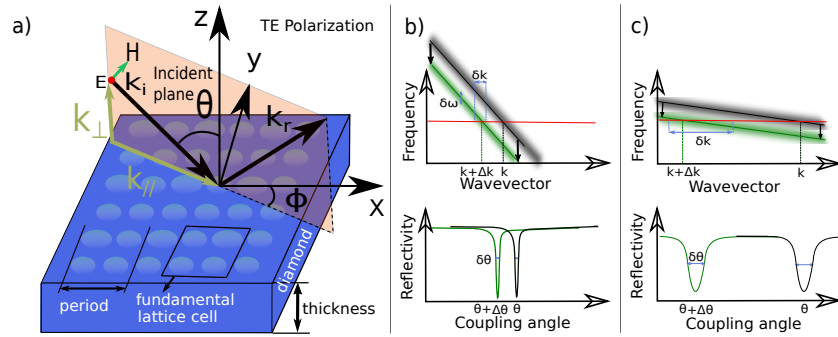 a)
z
TE Polarization
H
E
k_i
Incident
plane
y
θ
k_⊥
k_r
k_//
X
Φ
diamond
period
fundamental
lattice cell
thickness
b)
Frequency
δk
δω
k+Δk k
Wavevector
Reflectivity
δθ
θ+Δθ θ
Coupling angle
c)
Frequency
δk
k+Δk k
Wavevector
Reflectivity
δθ
θ+Δθ θ
Coupling angle